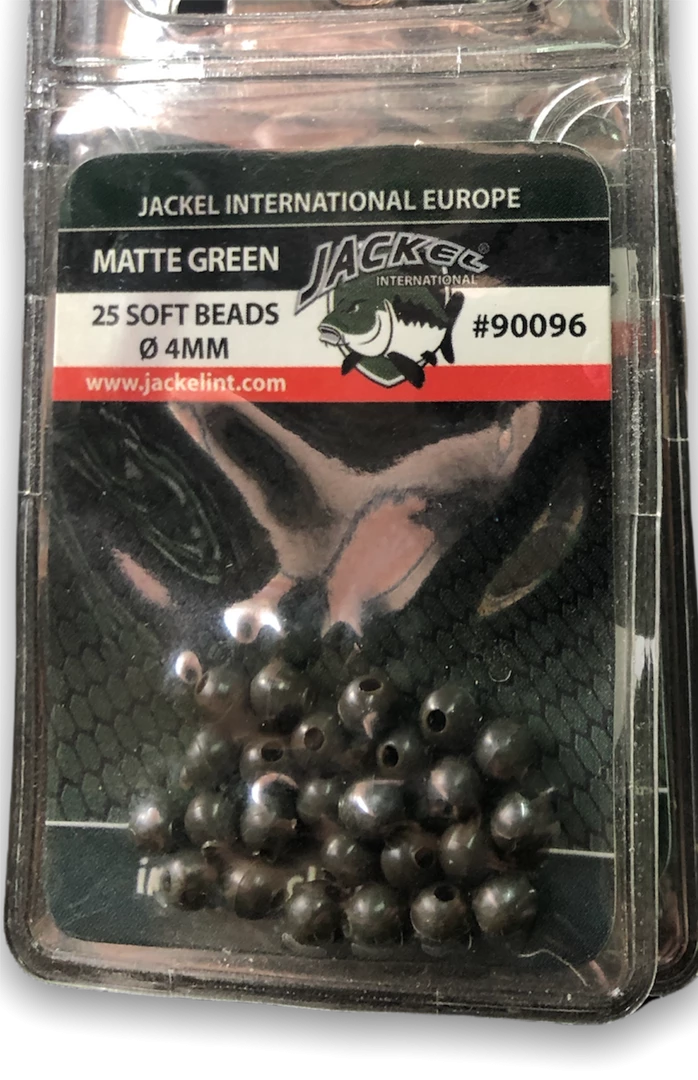 JACKEL INTERNATIONAL EUROPE
MATTE GREEN
JACKEL®
INTERNATIONAL
25 SOFT BEADS
Ø 4MM
#90096
www.jackelint.com